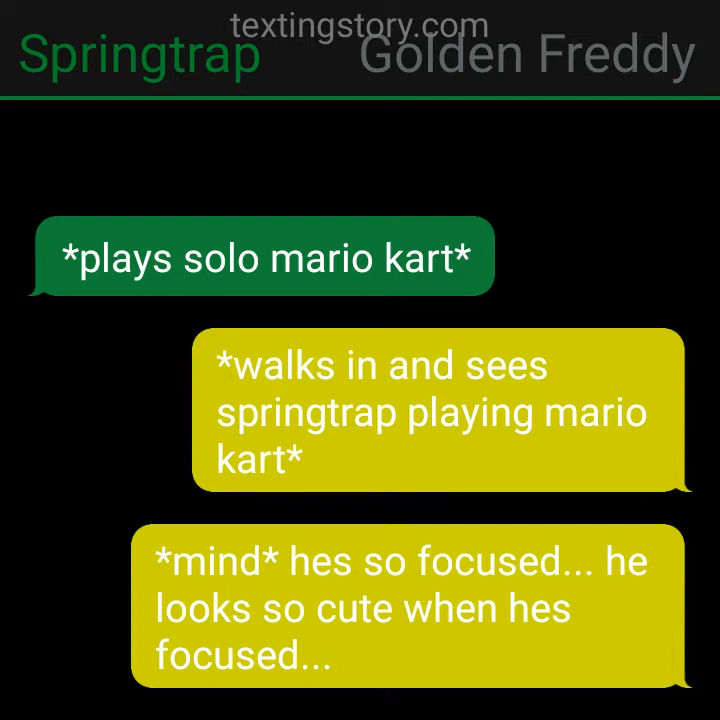 textingstory.com
Springtrap
Golden Freddy
*plays solo mario kart*
*walks in and sees
springtrap playing mario
kart*
*mind* hes so focused... he
looks so cute when hes
focused...